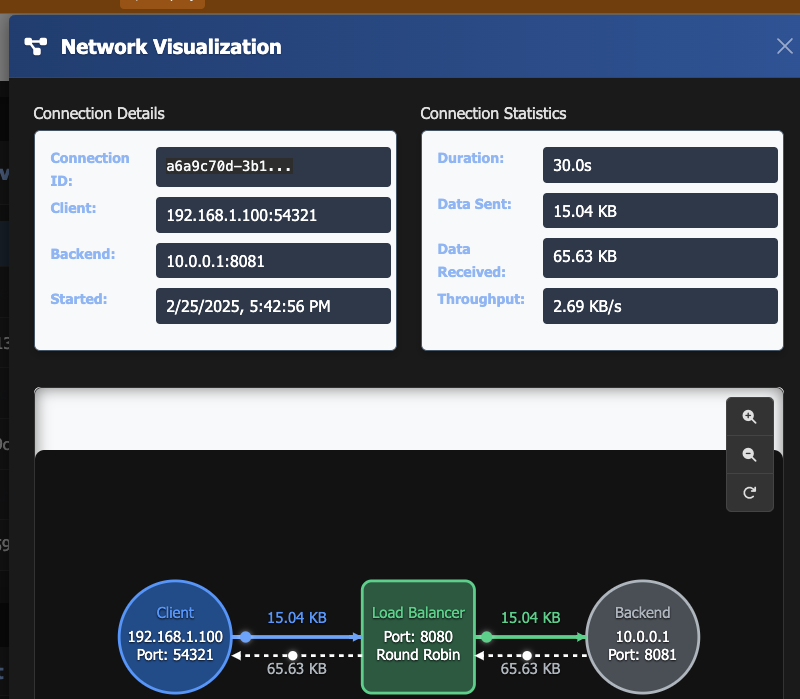 Network Visualization
Connection Details
Connection ID:
a6a9c70d-3b1...
Client:
192.168.1.100:54321
Backend:
10.0.0.1:8081
Started:
2/25/2025, 5:42:56 PM
Connection Statistics
Duration:
30.0s
Data Sent:
15.04 KB
Data
Received:
65.63 KB
Throughput:
2.69 KB/s
Client
192.168.1.100
Port: 54321
15.04 KB
65.63 KB
Load Balancer
Port: 8080
Round Robin
15.04 KB
65.63 KB
Backend
10.0.0.1
Port: 8081